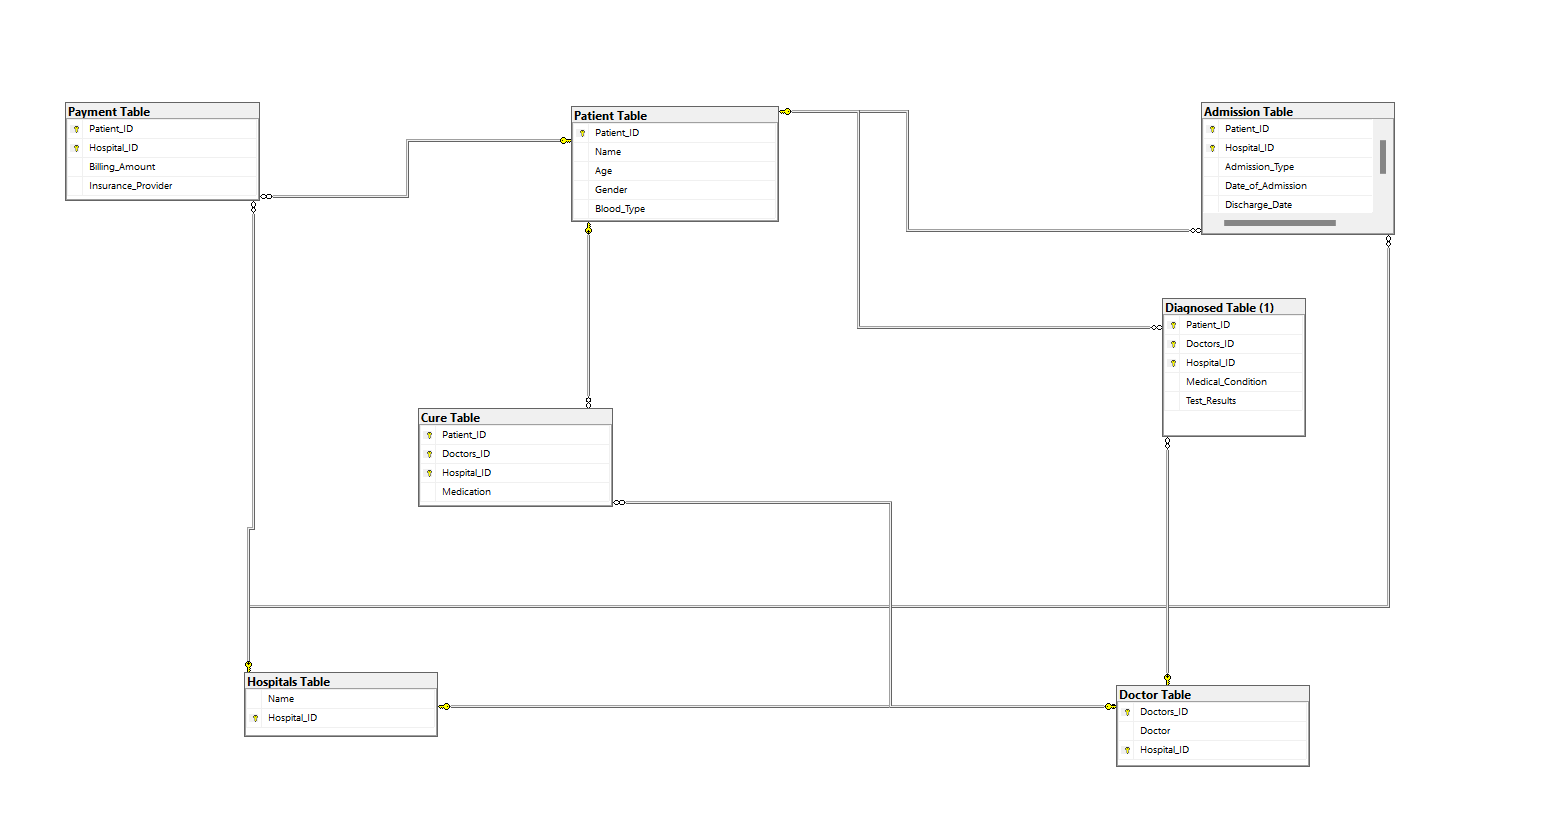 Payment Table
Patient_ID
Hospital_ID
Billing_Amount
Insurance_Provider
Patient Table
Patient_ID
Name
Age
Gender
Blood_Type
Admission Table
Patient_ID
Hospital_ID
Admission_Type
Date_of_Admission
Discharge_Date
Diagnosed Table (1)
Patient_ID
Doctors_ID
Hospital_ID
Medical_Condition
Test_Results
Cure Table
Patient_ID
Doctors_ID
Hospital_ID
Medication
Hospitals Table
Name
Hospital_ID
Doctor Table
Doctors_ID
Doctor
Hospital_ID